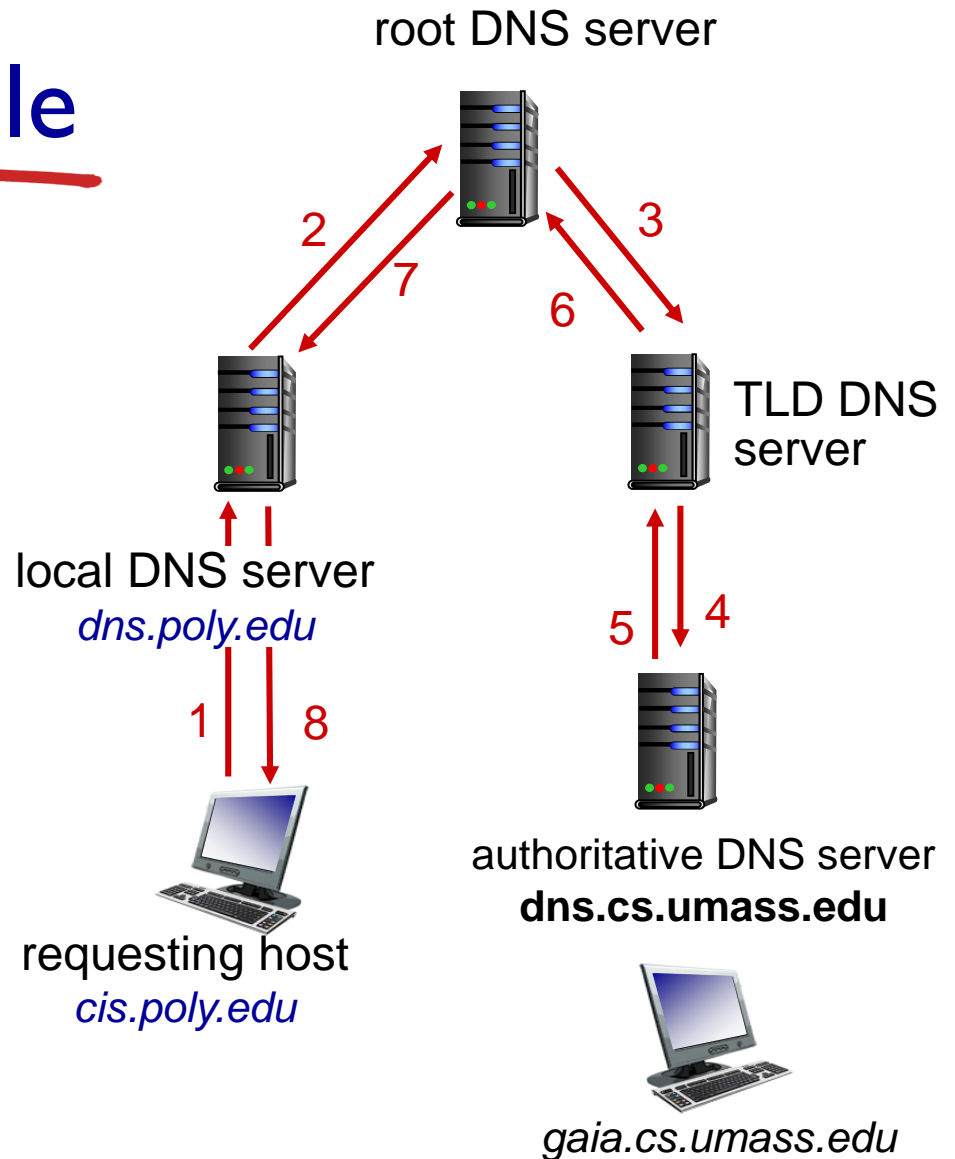 root DNS server
le
2
7
3
6
TLD DNS
server
local DNS server
dns.poly.edu
5
4
1
8
authoritative DNS server
dns.cs.umass.edu
requesting host
cis.poly.edu
gaia.cs.umass.edu